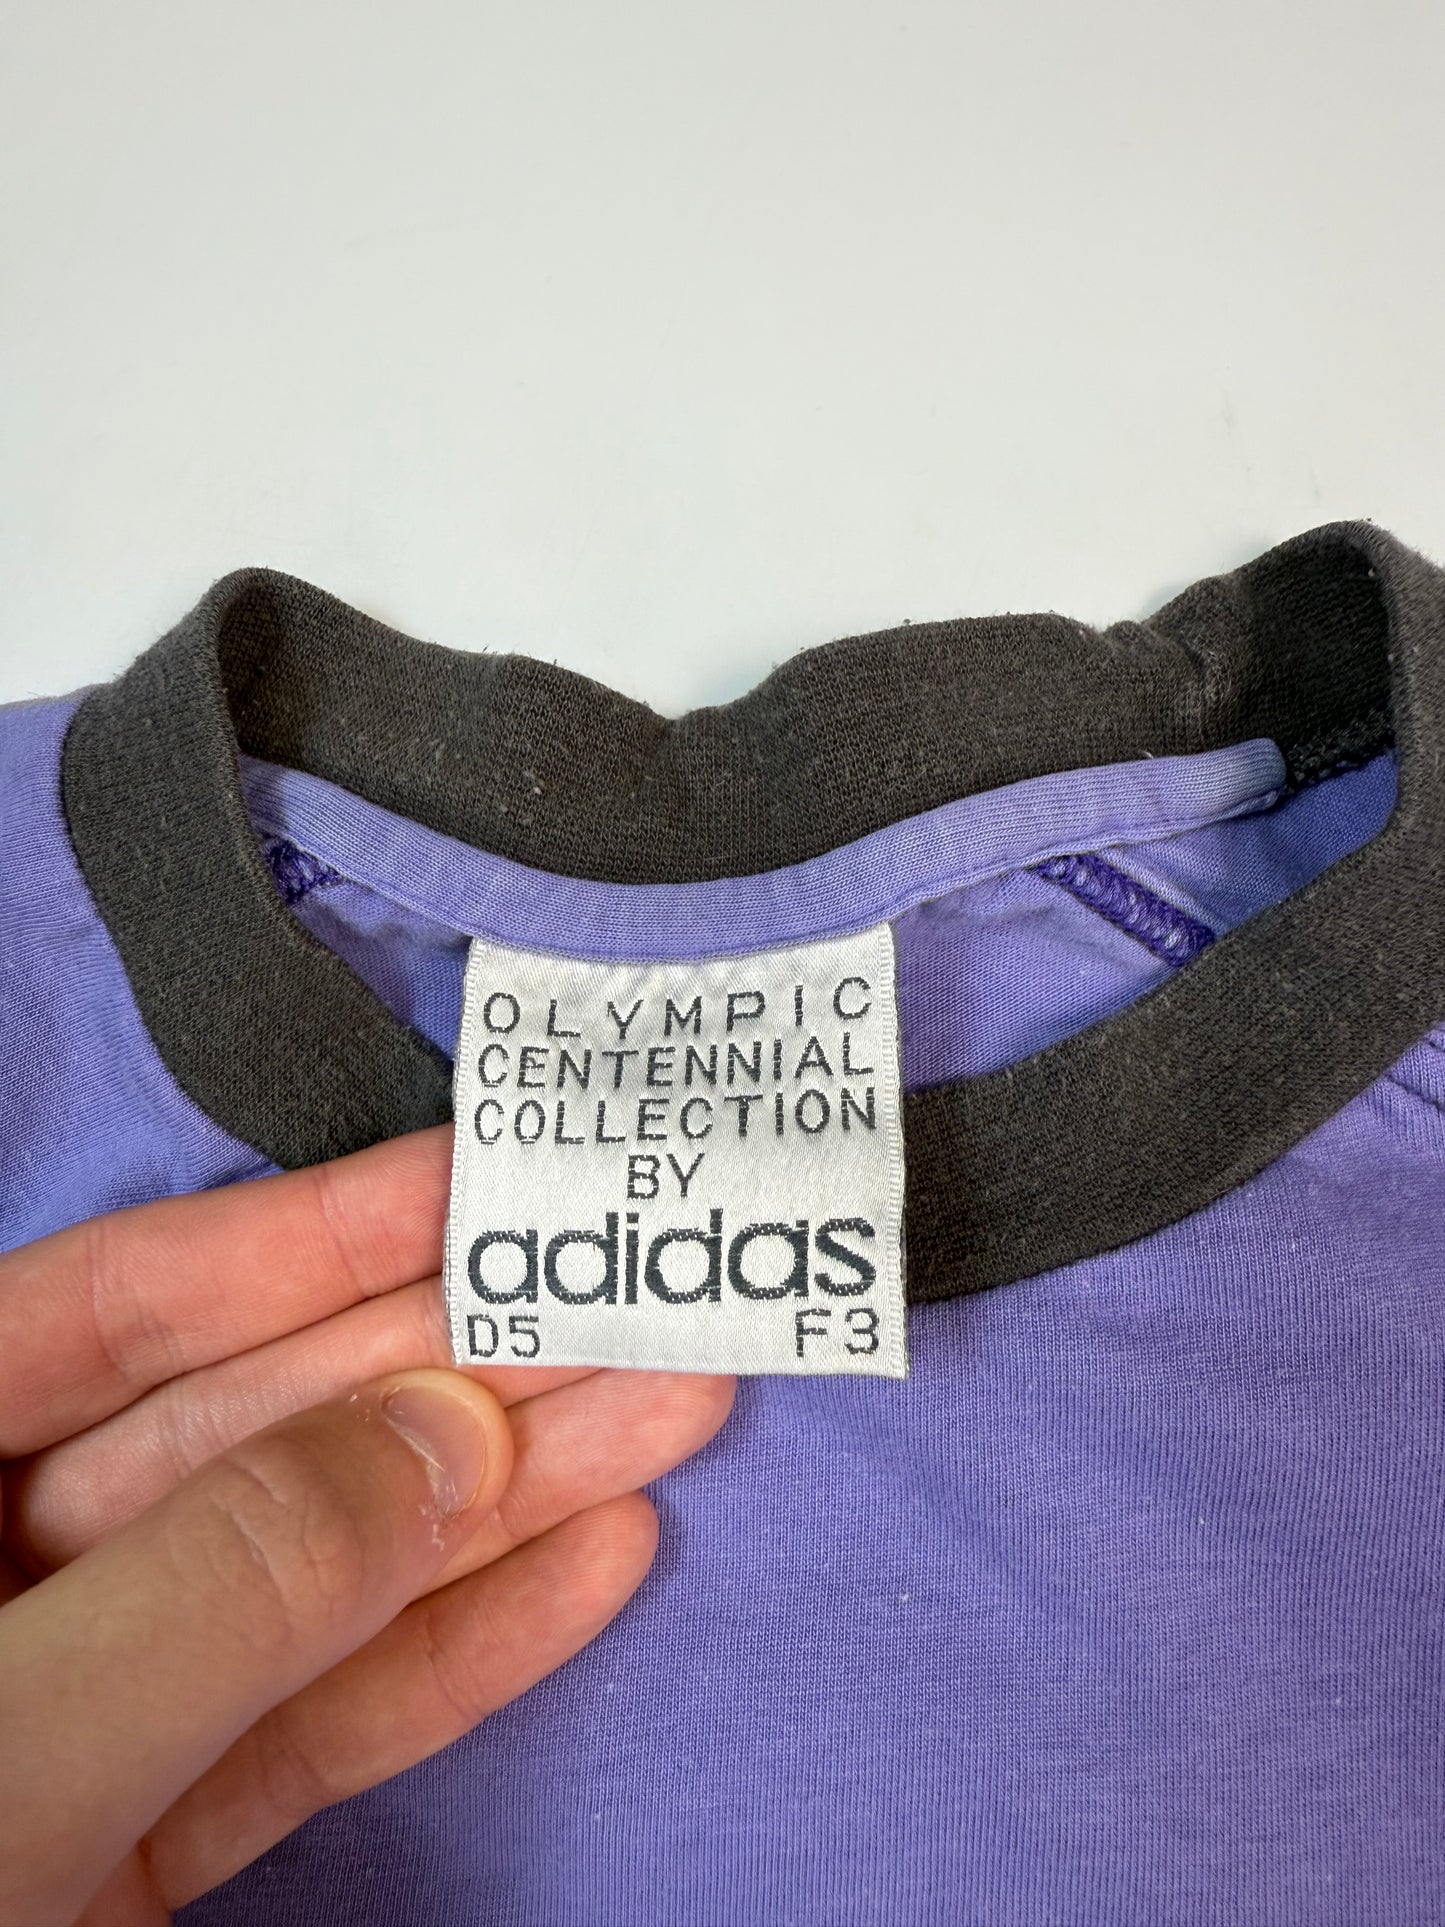 OLYMPIC
CENTENNIAL
COLLECTION
BY
adidas
D5 F3